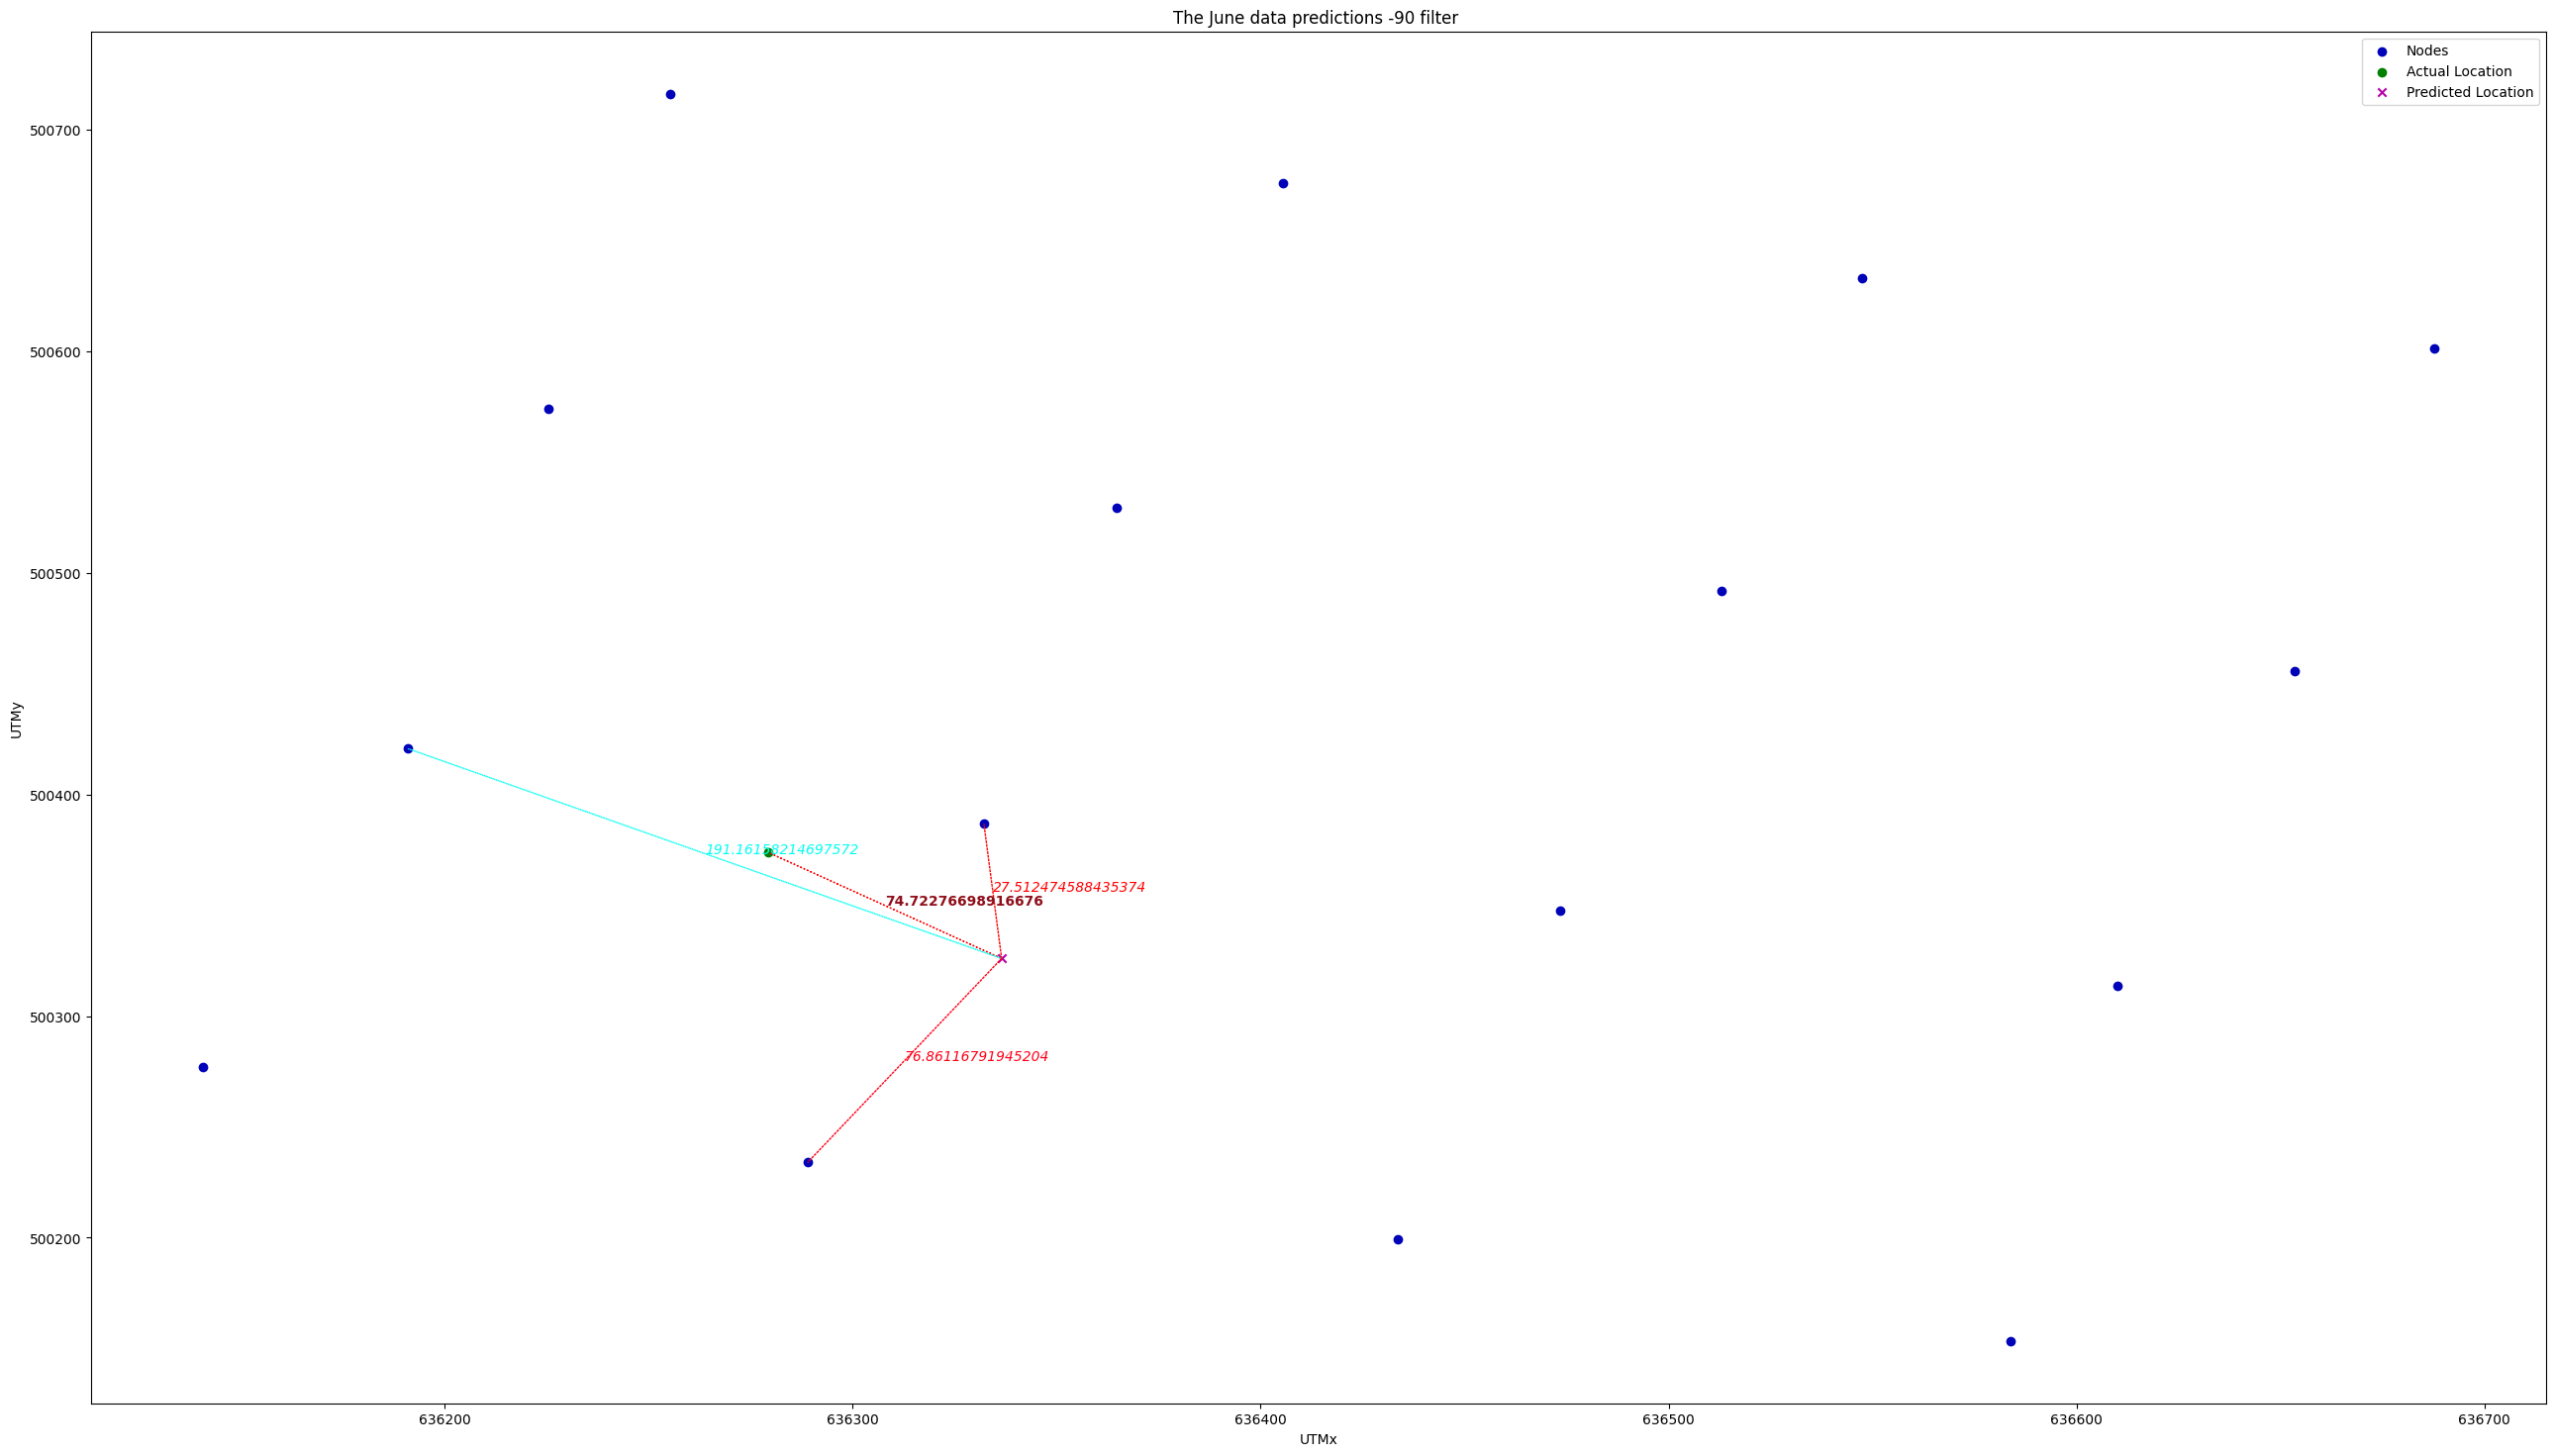 The June data predictions -90 filter
Nodes
Actual Location
Predicted Location
500700
500600
500500
500400
500300
500200
UTMy
191.16158214697572
27.512474588435374
74.72276698916676
76.86116791945204
636200
636300
636400
636500
636600
636700
UTMx